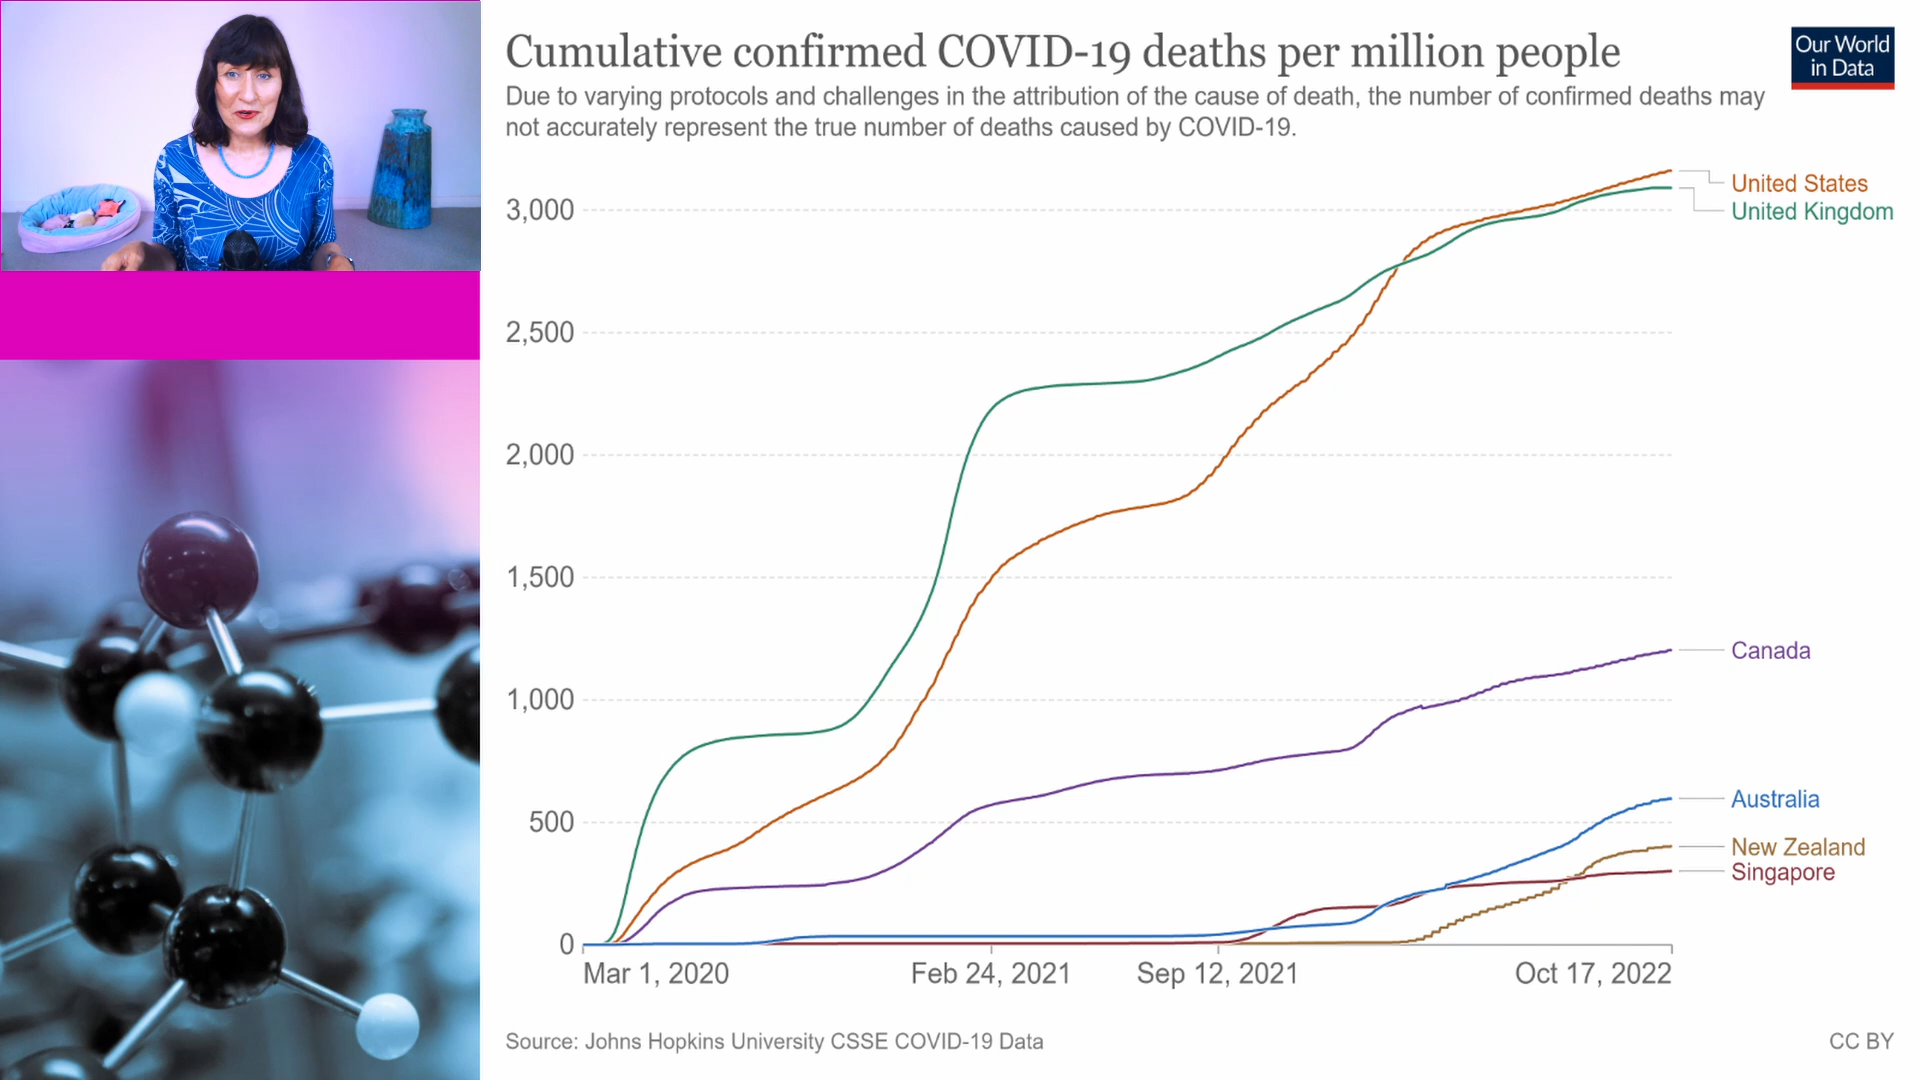 Cumulative confirmed COVID-19 deaths per million people
Our World
in Data
Due to varying protocols and challenges in the attribution of the cause of death, the number of confirmed deaths may
not accurately represent the true number of deaths caused by COVID-19.
United States
3,000
United Kingdom
2,500
2,000
1,500
1,000
Canada
500
Australia
New Zealand
Singapore
0
Mar 1, 2020
Feb 24, 2021
Sep 12, 2021
Oct 17, 2022
Source: Johns Hopkins University CSSE COVID-19 Data
CC BY